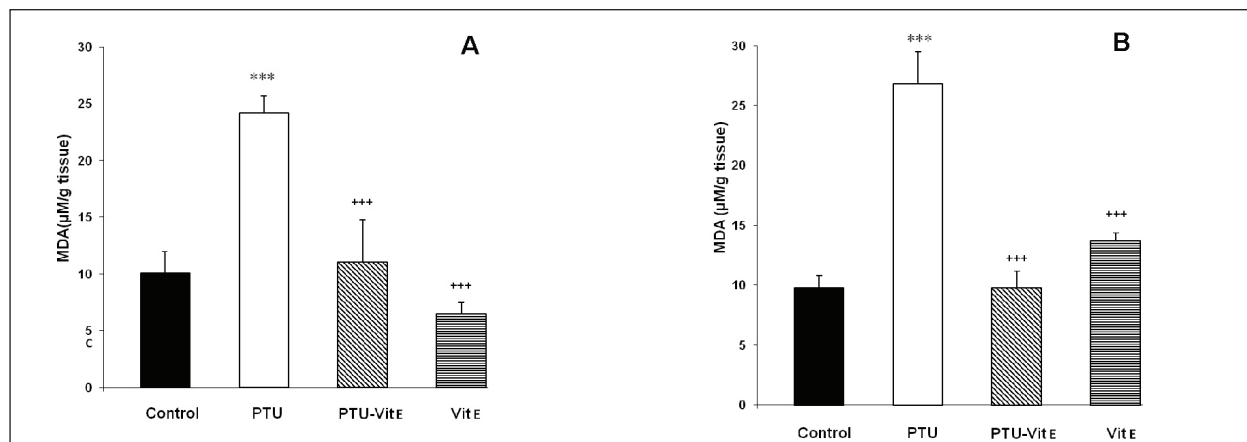 A
MDA(µM/g tissue)
30
25
20
15
10
5
C
0
***
+++
+++
Control PTU PTU-Vit E Vit E
B
MDA (µM/g tissue)
30
25
20
15
10
5
0
***
+++
+++
Control PTU PTU-Vit E Vit E